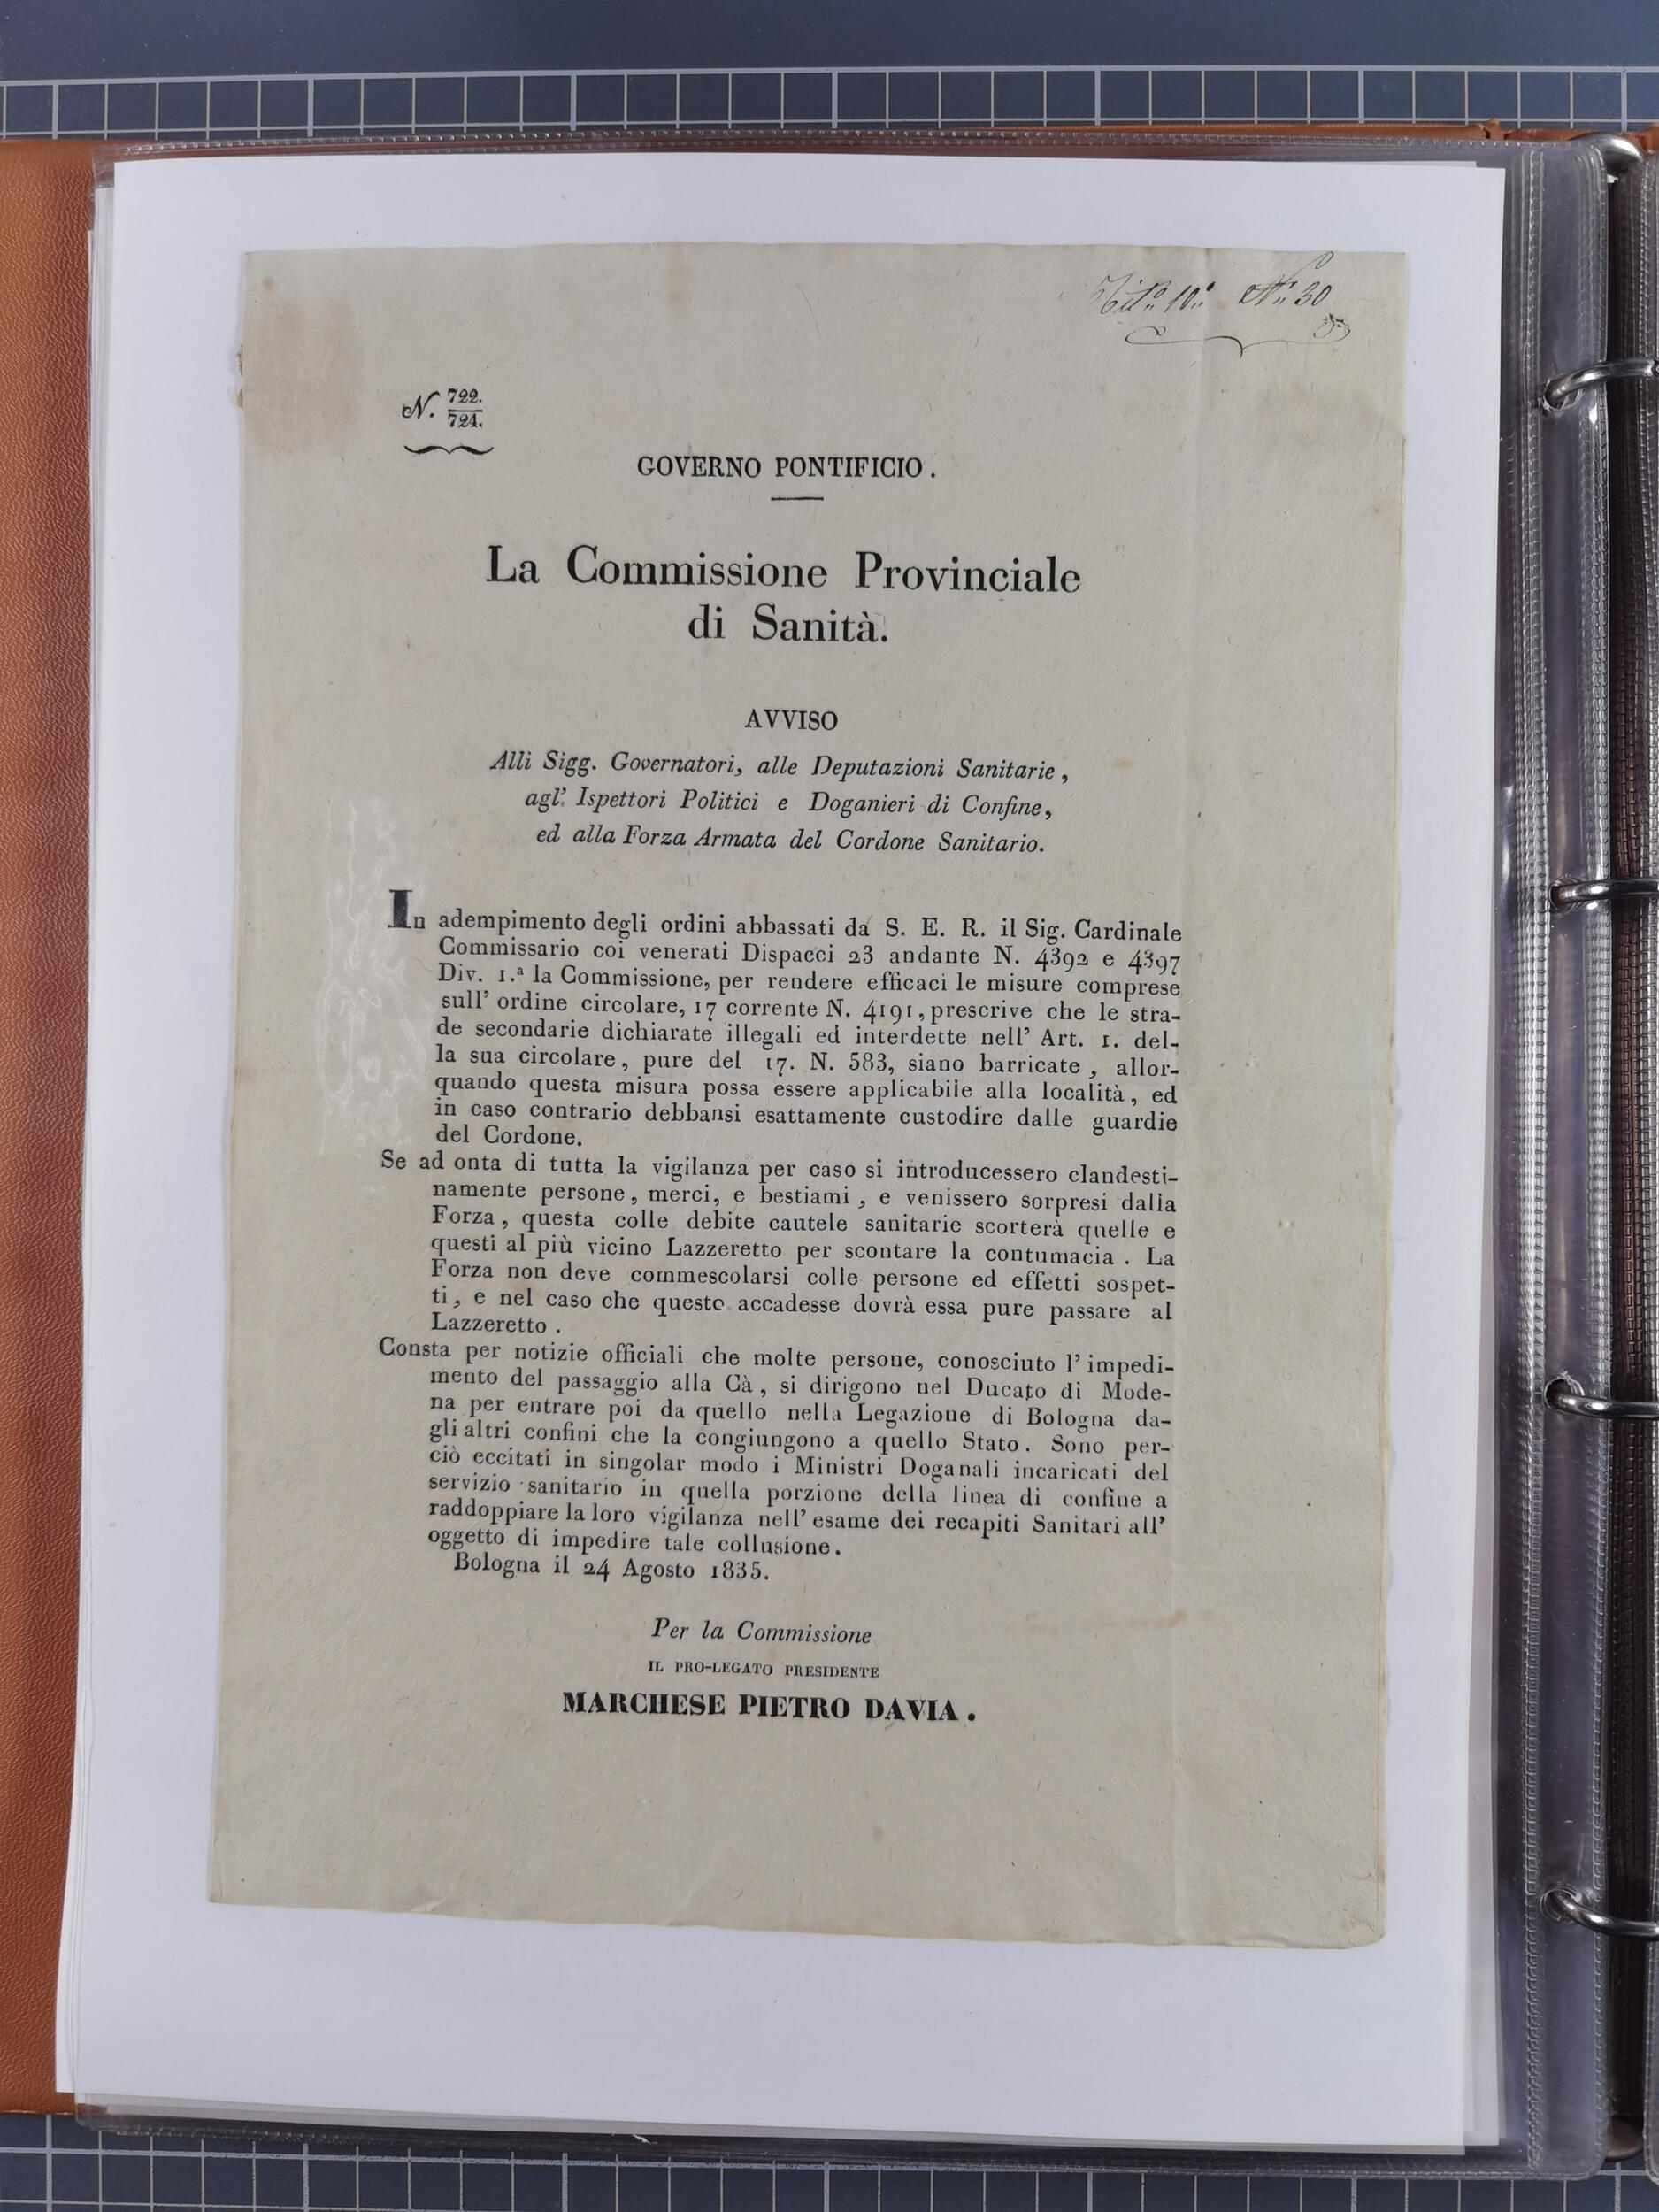 Tit.° 10.° N.° 30
N. 722.
724.
GOVERNO PONTIFICIO.
La Commissione Provinciale
di Sanità.
AVVISO
Alli Sigg. Governatori, alle Deputazioni Sanitarie,
agl' Ispettori Politici e Doganieri di Confine,
ed alla Forza Armata del Cordone Sanitario.
In adempimento degli ordini abbassati da S. E. R. il Sig. Cardinale
Commissario coi venerati Dispacci 23 andante N. 4392 e 4397
Div. 1.ª la Commissione, per rendere efficaci le misure comprese
sull' ordine circolare, 17 corrente N. 4191, prescrive che le stra-
de secondarie dichiarate illegali ed interdette nell' Art. 1. del-
la sua circolare, pure del 17. N. 583, siano barricate, allor-
quando questa misura possa essere applicabile alla località, ed
in caso contrario debbansi esattamente custodire dalle guardie
del Cordone.
Se ad onta di tutta la vigilanza per caso si introducessero clandesti-
namente persone, merci, e bestiami, e venissero sorpresi dalla
Forza, questa colle debite cautele sanitarie scorterà quelle e
questi al più vicino Lazzeretto per scontare la contumacia. La
Forza non deve commescolarsi colle persone ed effetti sospet-
ti, e nel caso che questo accadesse dovrà essa pure passare al
Lazzeretto.
Consta per notizie officiali che molte persone, conosciuto l' impedi-
mento del passaggio alla Cà, si dirigono nel Ducato di Mode-
na per entrare poi da quello nella Legazione di Bologna da-
gli altri confini che la congiungono a quello Stato. Sono per-
ciò eccitati in singolar modo i Ministri Doganali incaricati del
servizio sanitario in quella porzione della linea di confine a
raddoppiare la loro vigilanza nell' esame dei recapiti Sanitari all'
oggetto di impedire tale collusione.
Bologna il 24 Agosto 1835.
Per la Commissione
IL PRO-LEGATO PRESIDENTE
MARCHESE PIETRO DAVIA.